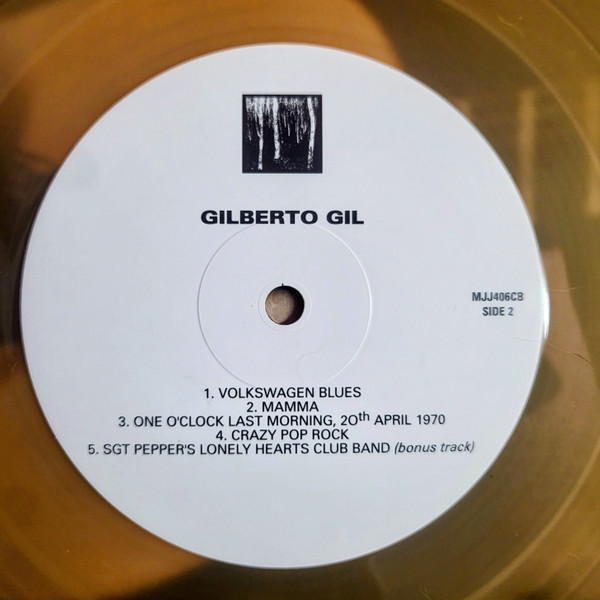 GILBERTO GIL
MJJ406CB
SIDE 2
1. VOLKSWAGEN BLUES
2. MAMMA
3. ONE O'CLOCK LAST MORNING, 20th APRIL 1970
4. CRAZY POP ROCK
5. SGT PEPPER'S LONELY HEARTS CLUB BAND (bonus track)